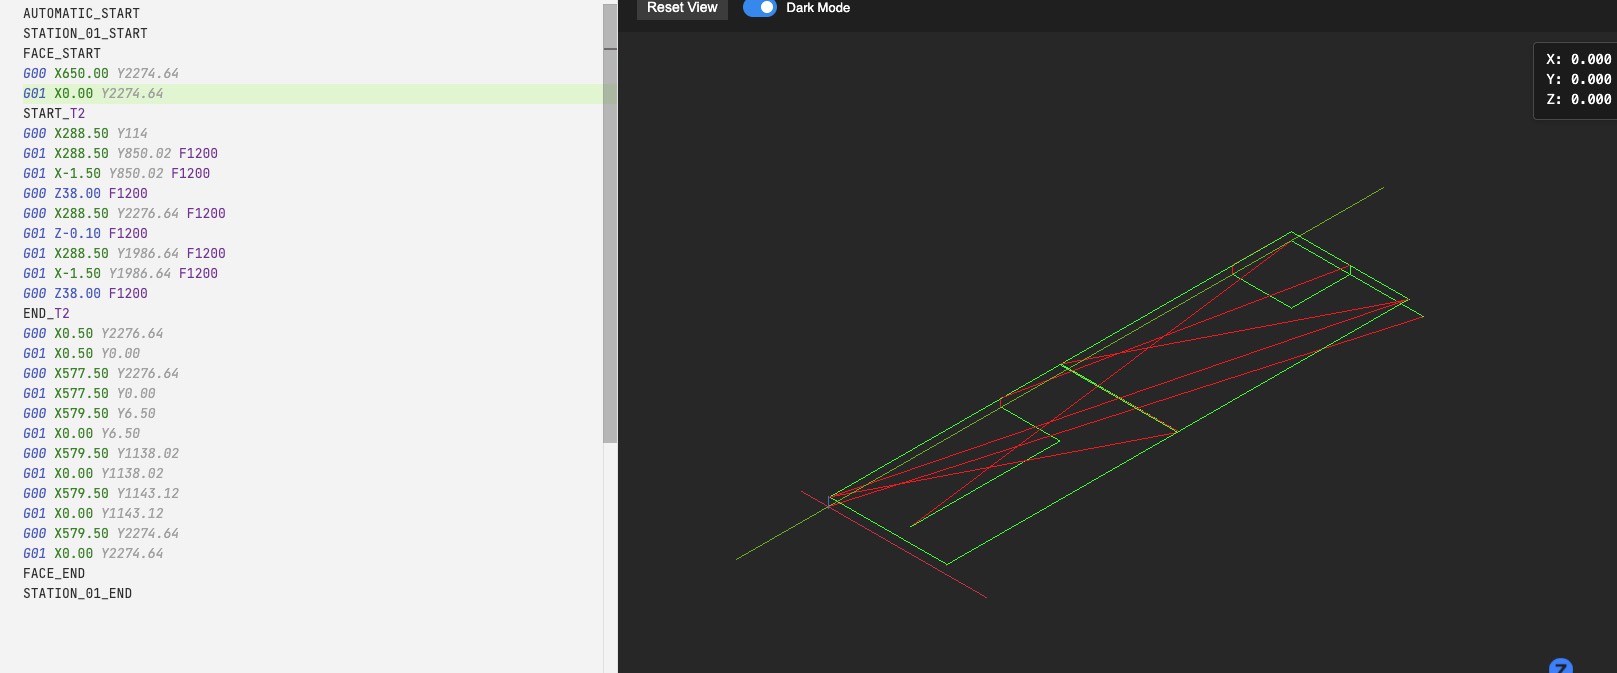 AUTOMATIC_START
STATION_01_START
FACE_START
G00 X650.00 Y2274.64
G01 X0.00 Y2274.64
START_T2
G00 X288.50 Y114
G01 X288.50 Y850.02 F1200
G01 X-1.50 Y850.02 F1200
G00 Z38.00 F1200
G00 X288.50 Y2276.64 F1200
G01 Z-0.10 F1200
G01 X288.50 Y1986.64 F1200
G01 X-1.50 Y1986.64 F1200
G00 Z38.00 F1200
END_T2
G00 X0.50 Y2276.64
G01 X0.50 Y0.00
G00 X577.50 Y2276.64
G01 X577.50 Y0.00
G00 X579.50 Y6.50
G01 X0.00 Y6.50
G00 X579.50 Y1138.02
G01 X0.00 Y1138.02
G00 X579.50 Y1143.12
G01 X0.00 Y1143.12
G00 X579.50 Y2274.64
G01 X0.00 Y2274.64
FACE_END
STATION_01_END
Reset View
Dark Mode
X: 0.000
Y: 0.000
Z: 0.000
Z